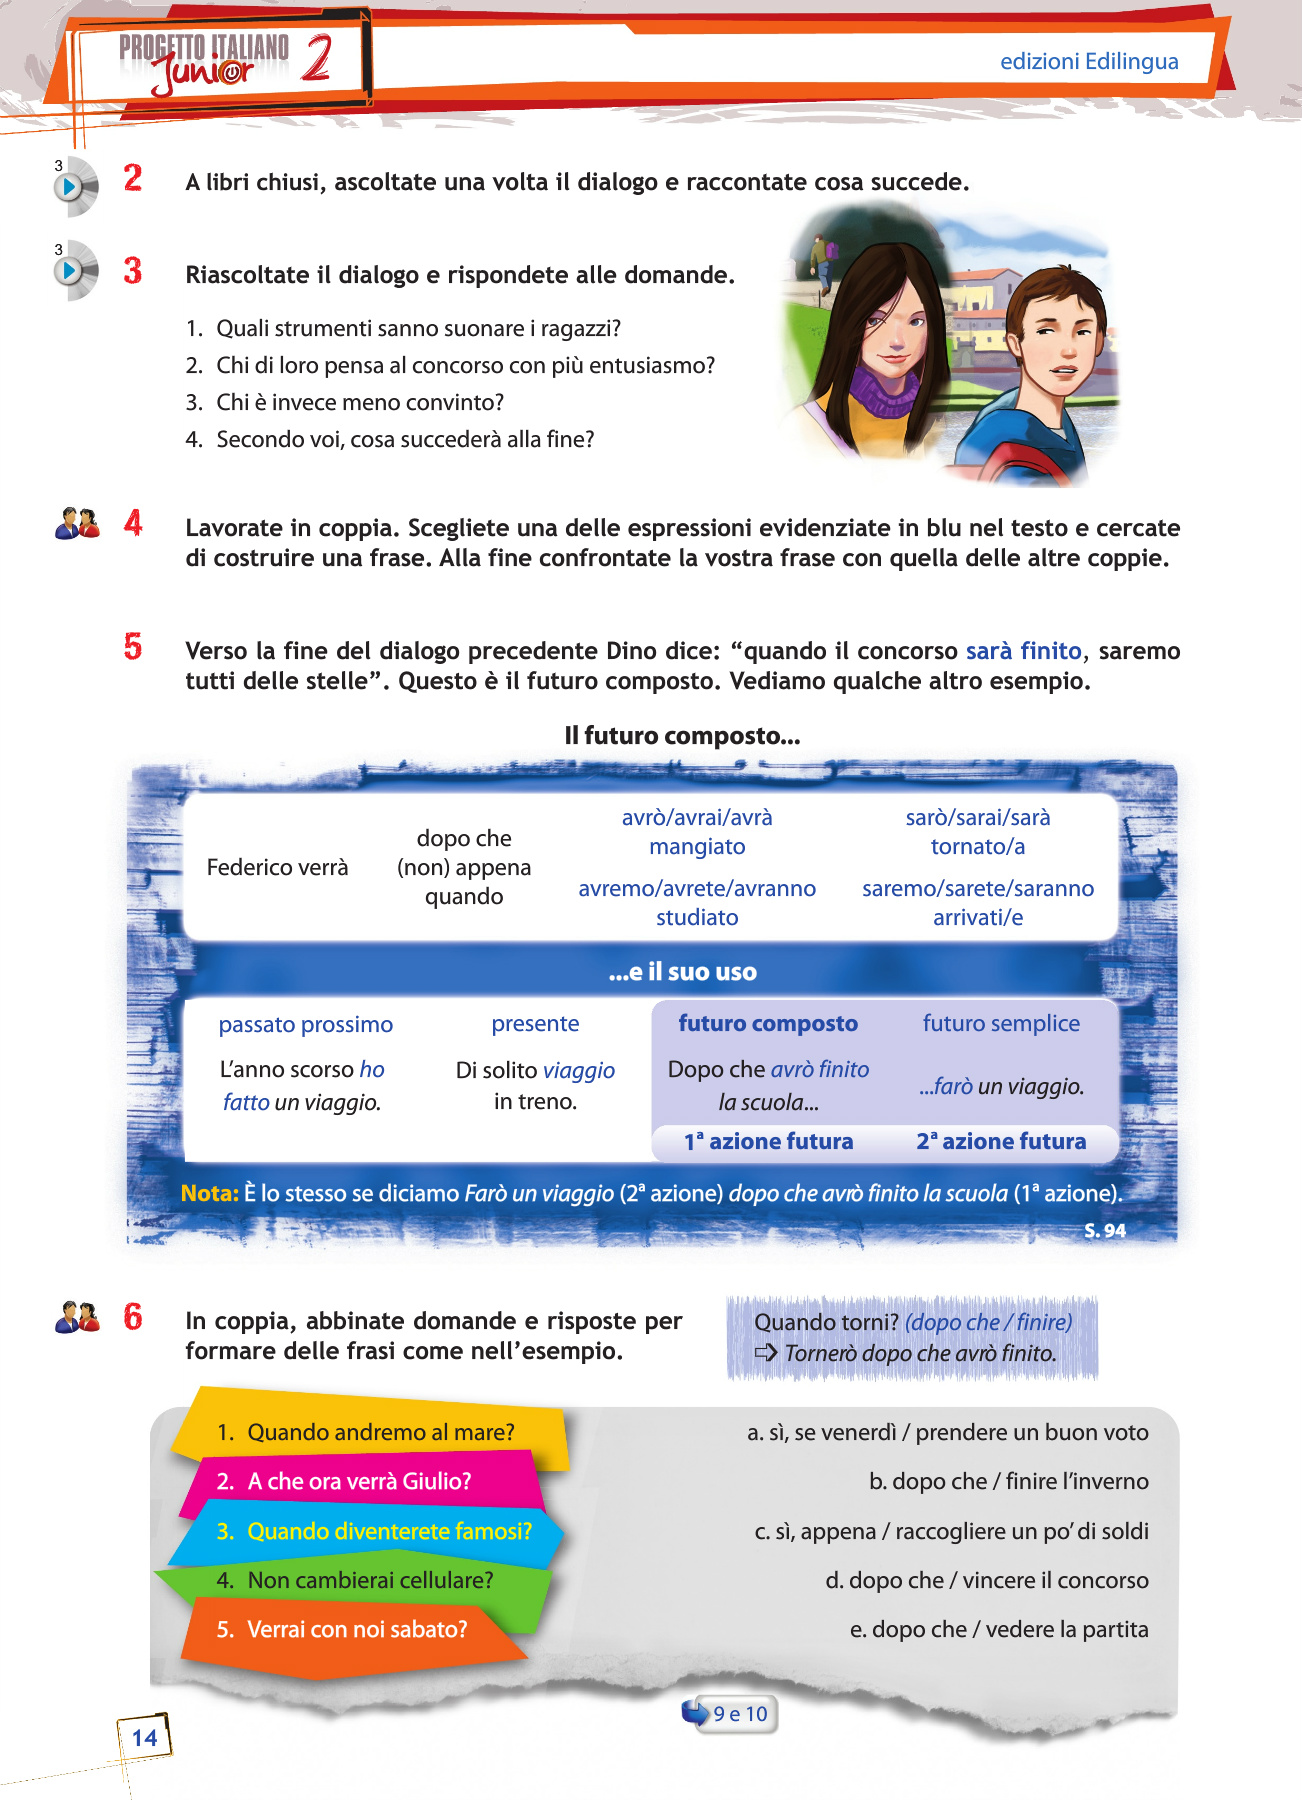 PROGETTO ITALIANO
Junior 2
edizioni Edilingua
3
2 A libri chiusi, ascoltate una volta il dialogo e raccontate cosa succede.
3
3 Riascoltate il dialogo e rispondete alle domande.
1. Quali strumenti sanno suonare i ragazzi?
2. Chi di loro pensa al concorso con più entusiasmo?
3. Chi è invece meno convinto?
4. Secondo voi, cosa succederà alla fine?
4 Lavorate in coppia. Scegliete una delle espressioni evidenziate in blu nel testo e cercate
di costruire una frase. Alla fine confrontate la vostra frase con quella delle altre coppie.
5 Verso la fine del dialogo precedente Dino dice: “quando il concorso sarà finito, saremo
tutti delle stelle”. Questo è il futuro composto. Vediamo qualche altro esempio.
Il futuro composto...
Federico verrà
dopo che
(non) appena
quando
avrò/avrai/avrà
mangiato
avremo/avrete/avranno
studiato
sarò/sarai/sarà
tornato/a
saremo/sarete/saranno
arrivati/e
...e il suo uso
passato prossimo
L’anno scorso ho
fatto un viaggio.
presente
Di solito viaggio
in treno.
futuro composto
Dopo che avrò finito
la scuola...
1ª azione futura
futuro semplice
...farò un viaggio.
2ª azione futura
Nota: È lo stesso se diciamo Farò un viaggio (2ª azione) dopo che avrò finito la scuola (1ª azione).
S. 94
6 In coppia, abbinate domande e risposte per
formare delle frasi come nell’esempio.
Quando torni? (dopo che / finire)
⇨ Tornerò dopo che avrò finito.
1. Quando andremo al mare?
2. A che ora verrà Giulio?
3. Quando diventerete famosi?
4. Non cambierai cellulare?
5. Verrai con noi sabato?
a. sì, se venerdì / prendere un buon voto
b. dopo che / finire l’inverno
c. sì, appena / raccogliere un po’ di soldi
d. dopo che / vincere il concorso
e. dopo che / vedere la partita
9 e 10
14